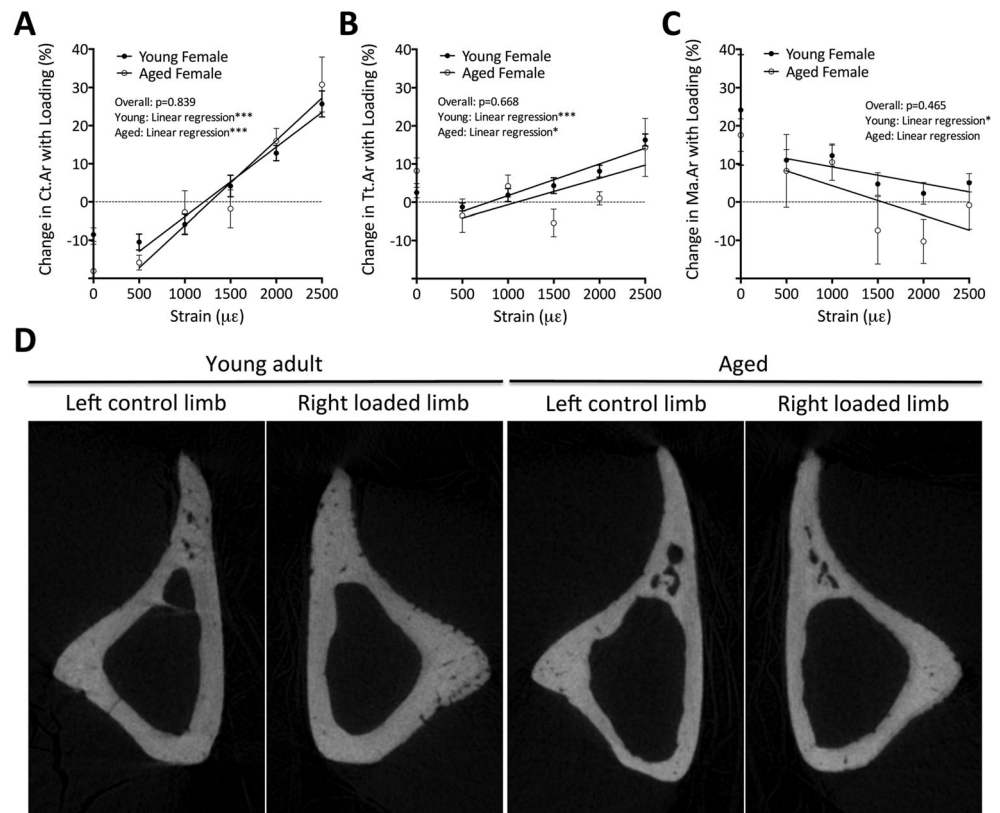 A
Change in Ct.Ar with Loading (%)
40
30
20
10
0
-10
Young Female
Aged Female
Overall: p=0.839
Young: Linear regression***
Aged: Linear regression***
0 500 1000 1500 2000 2500
Strain (με)
B
Change in Tt.Ar with Loading (%)
40
30
20
10
0
-10
Young Female
Aged Female
Overall: p=0.668
Young: Linear regression***
Aged: Linear regression*
0 500 1000 1500 2000 2500
Strain (με)
C
Change in Ma.Ar with Loading (%)
40
30
20
10
0
-10
Young Female
Aged Female
Overall: p=0.465
Young: Linear regression*
Aged: Linear regression
0 500 1000 1500 2000 2500
Strain (με)
D
Young adult
Aged
Left control limb
Right loaded limb
Left control limb
Right loaded limb